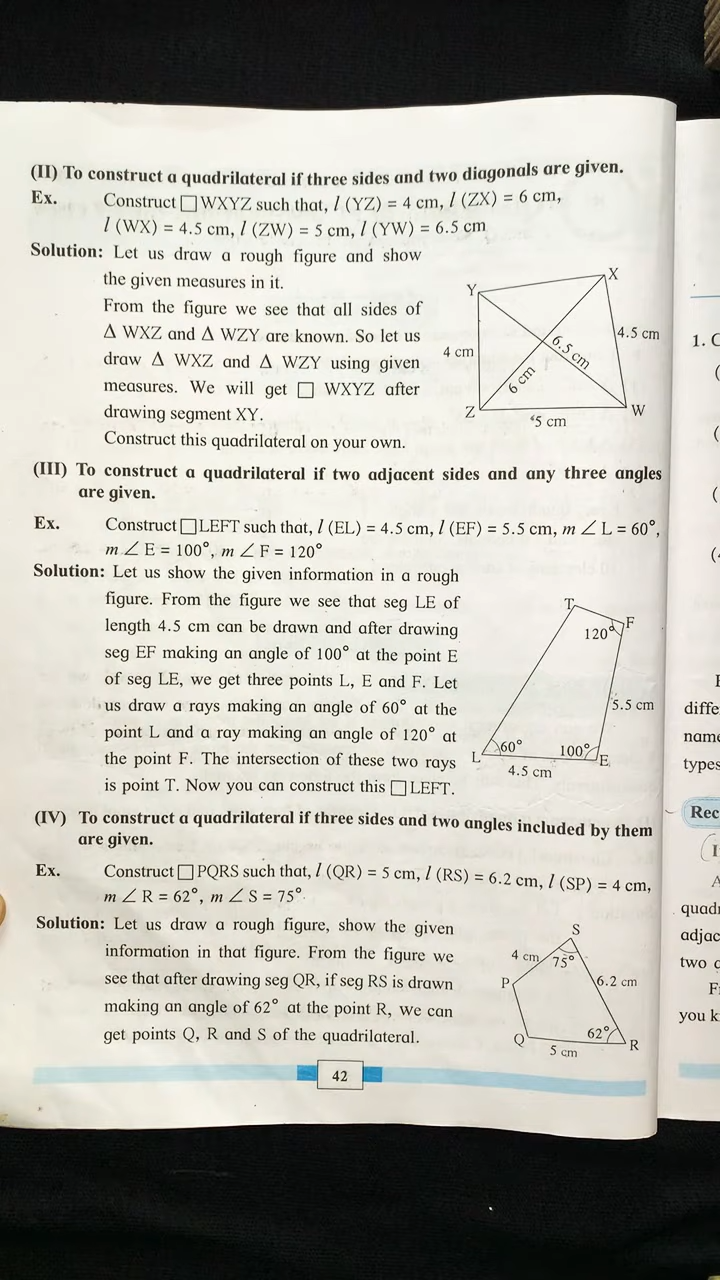 (II) To construct a quadrilateral if three sides and two diagonals are given.
Ex. Construct □WXYZ such that, l (YZ) = 4 cm, l (ZX) = 6 cm,
l (WX) = 4.5 cm, l (ZW) = 5 cm, l (YW) = 6.5 cm
Solution: Let us draw a rough figure and show
the given measures in it.
From the figure we see that all sides of
Δ WXZ and Δ WZY are known. So let us
draw Δ WXZ and Δ WZY using given
measures. We will get □ WXYZ after
drawing segment XY.
Construct this quadrilateral on your own.
Y
X
4 cm
4.5 cm
6.5 cm
6 cm
Z
W
5 cm
(III) To construct a quadrilateral if two adjacent sides and any three angles
are given.
Ex. Construct □LEFT such that, l (EL) = 4.5 cm, l (EF) = 5.5 cm, m ∠ L = 60°,
m ∠ E = 100°, m ∠ F = 120°
Solution: Let us show the given information in a rough
figure. From the figure we see that seg LE of
length 4.5 cm can be drawn and after drawing
seg EF making an angle of 100° at the point E
of seg LE, we get three points L, E and F. Let
us draw a rays making an angle of 60° at the
point L and a ray making an angle of 120° at
the point F. The intersection of these two rays
is point T. Now you can construct this □LEFT.
T
F
120°
5.5 cm
60°
100°
L
E
4.5 cm
(IV) To construct a quadrilateral if three sides and two angles included by them
are given.
Ex. Construct □PQRS such that, l (QR) = 5 cm, l (RS) = 6.2 cm, l (SP) = 4 cm,
m ∠ R = 62°, m ∠ S = 75°
Solution: Let us draw a rough figure, show the given
information in that figure. From the figure we
see that after drawing seg QR, if seg RS is drawn
making an angle of 62° at the point R, we can
get points Q, R and S of the quadrilateral.
S
4 cm
75°
P
6.2 cm
Q
62°
R
5 cm
42
1. C
diffe
name
types
Rec
quadr
adjac
two
you k